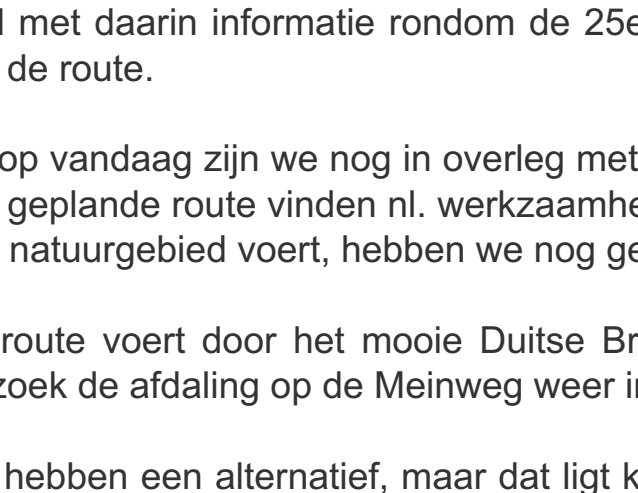 met daarin informatie rondom de 25e
de route.
op vandaag zijn we nog in overleg met
geplande route vinden nl. werkzaamhe
natuurgebied voert, hebben we nog ge
route voert door het mooie Duitse Br
zoek de afdaling op de Meinweg weer i
hebben een alternatief, maar dat ligt k